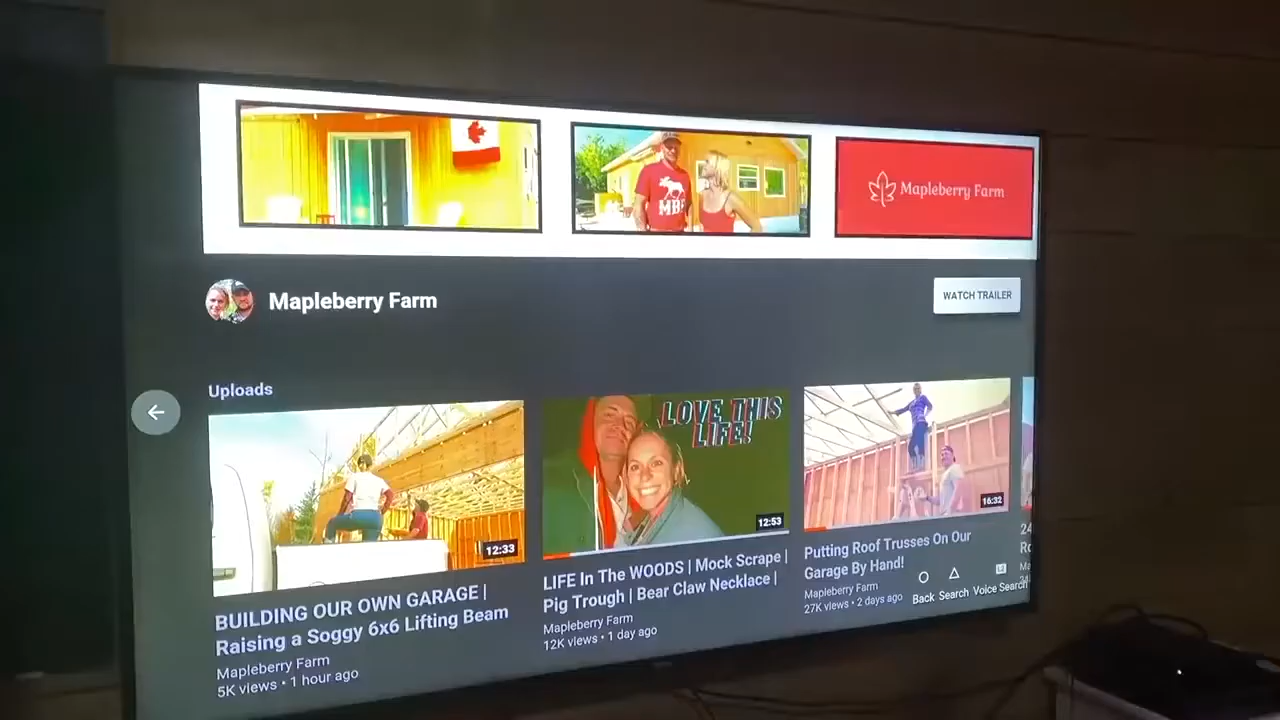 MBF
Mapleberry Farm
Mapleberry Farm
WATCH TRAILER
Uploads
12:33
BUILDING OUR OWN GARAGE |
Raising a Soggy 6x6 Lifting Beam
Mapleberry Farm
5K views • 1 hour ago
LOVE THIS
LIFE!
12:53
LIFE In The WOODS | Mock Scrape |
Pig Trough | Bear Claw Necklace |
Mapleberry Farm
12K views • 1 day ago
16:32
Putting Roof Trusses On Our
Garage By Hand!
Mapleberry Farm
27K views • 2 days ago
24
Ro
Back Search Voice Search